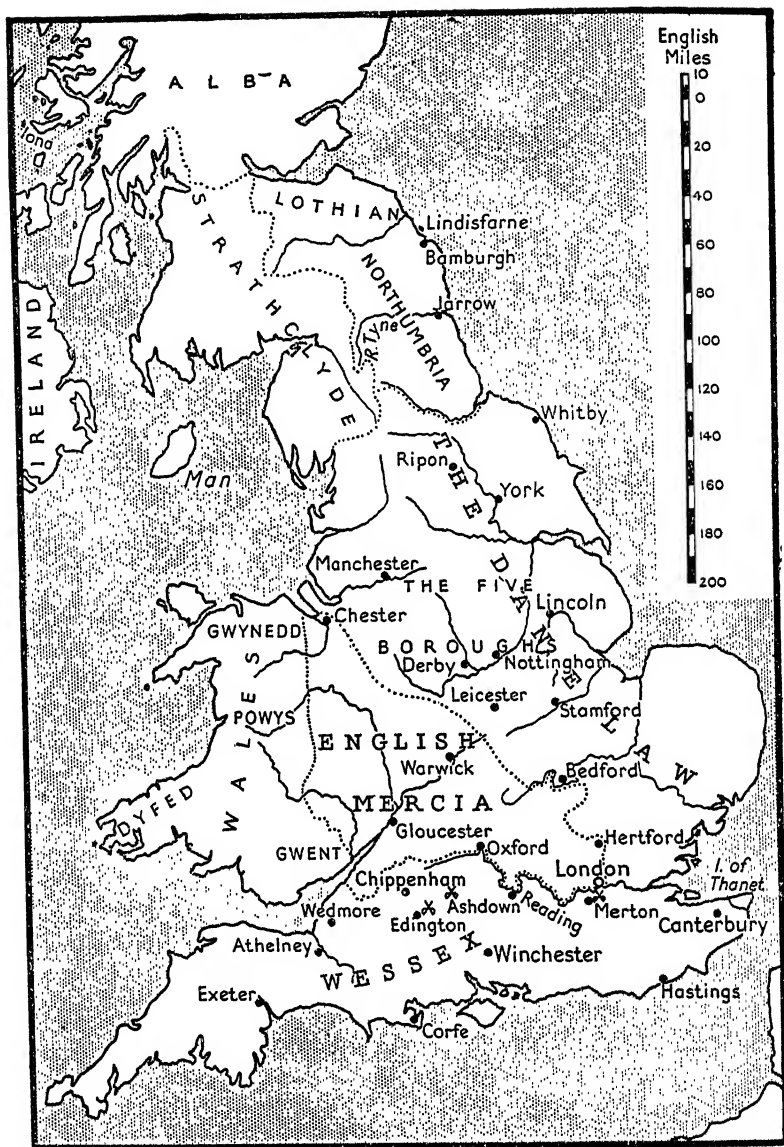 English
Miles
10
0
20
40
60
80
100
120
140
160
180
200
ALBA
Iona
STRATHCLYDE
LOTHIAN
Lindisfarne
Bamburgh
NORTHUMBRIA
Jarrow
R.Tyne
IRELAND
Man
Whitby
Ripon
York
THE DANELAW
Manchester
THE FIVE
BOROUGHS
Lincoln
Chester
GWYNEDD
Derby
Nottingham
WALES
Leicester
Stamford
POWYS
ENGLISH
MERCIA
Warwick
Bedford
DYFED
GWENT
Gloucester
Oxford
Hertford
London
I. of
Thanet
Chippenham
Ashdown
Reading
Merton
Canterbury
Wedmore
Edington
Athelney
WESSEX
Winchester
Exeter
Corfe
Hastings